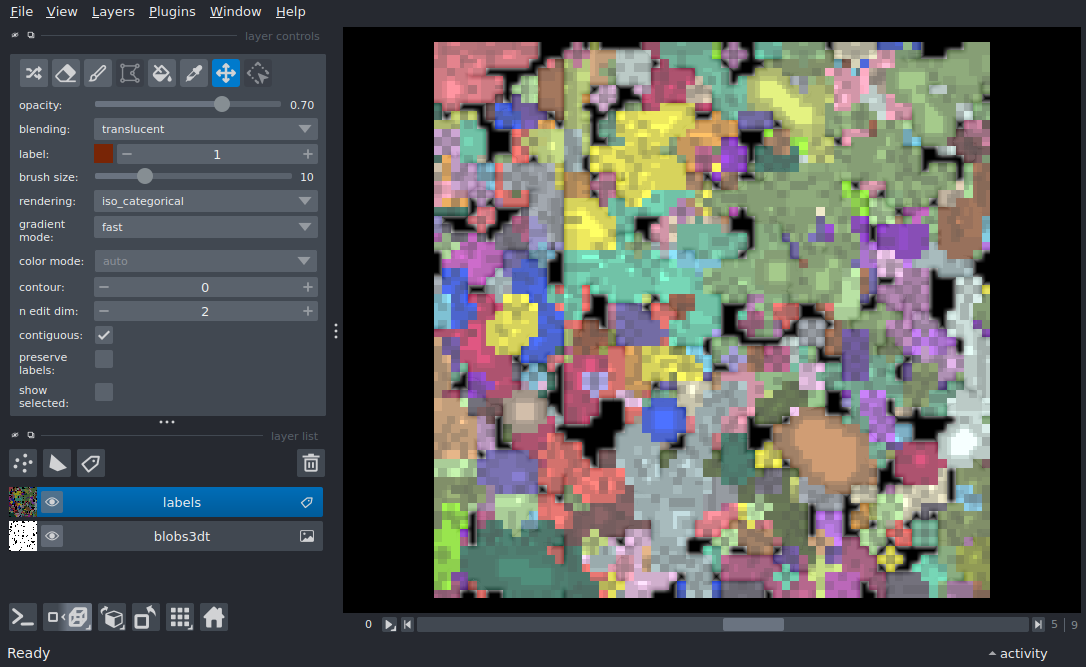 File View Layers Plugins Window Help
layer controls
opacity: 0.70
blending: translucent
label: 1
brush size: 10
rendering: iso_categorical
gradient
mode: fast
color mode: auto
contour: 0
n edit dim: 2
contiguous:
preserve
labels:
show
selected:
layer list
labels
blobs3dt
0 5 | 9
Ready activity